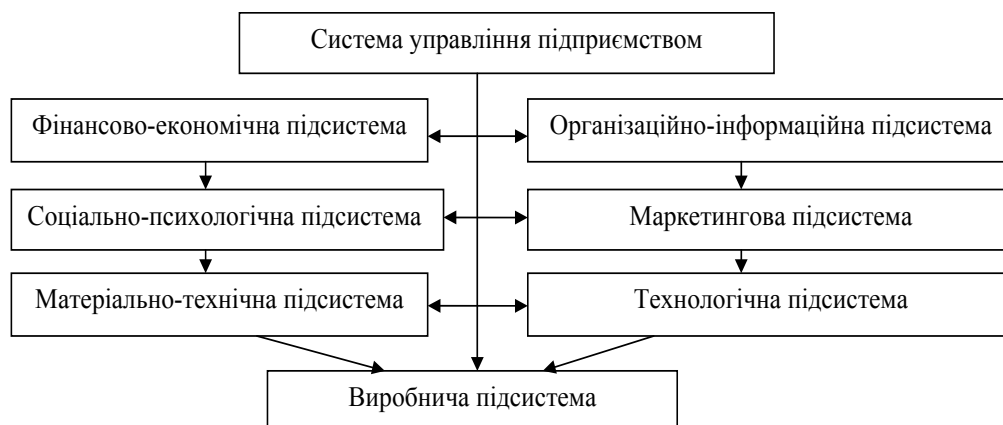 Система управління підприємством
Фінансово-економічна підсистема
Організаційно-інформаційна підсистема
Соціально-психологічна підсистема
Маркетингова підсистема
Матеріально-технічна підсистема
Технологічна підсистема
Виробнича підсистема